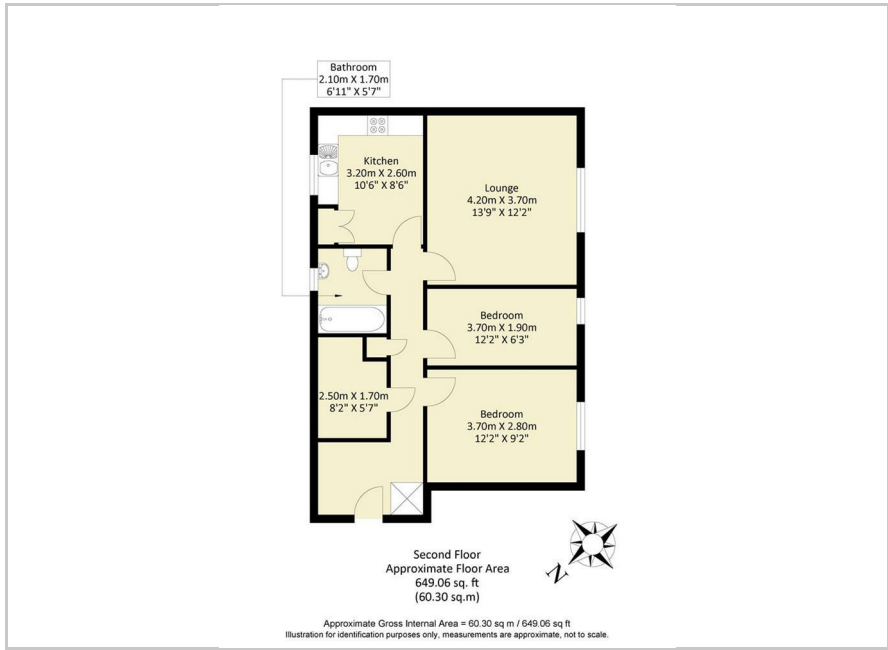 Bathroom
2.10m X 1.70m
6'11" X 5'7"
Kitchen
3.20m X 2.60m
10'6" X 8'6"
Lounge
4.20m X 3.70m
13'9" X 12'2"
Bedroom
3.70m X 1.90m
12'2" X 6'3"
2.50m X 1.70m
8'2" X 5'7"
Bedroom
3.70m X 2.80m
12'2" X 9'2"
Second Floor
Approximate Floor Area
649.06 sq. ft
(60.30 sq.m)
N
Approximate Gross Internal Area = 60.30 sq m / 649.06 sq ft
Illustration for identification purposes only, measurements are approximate, not to scale.